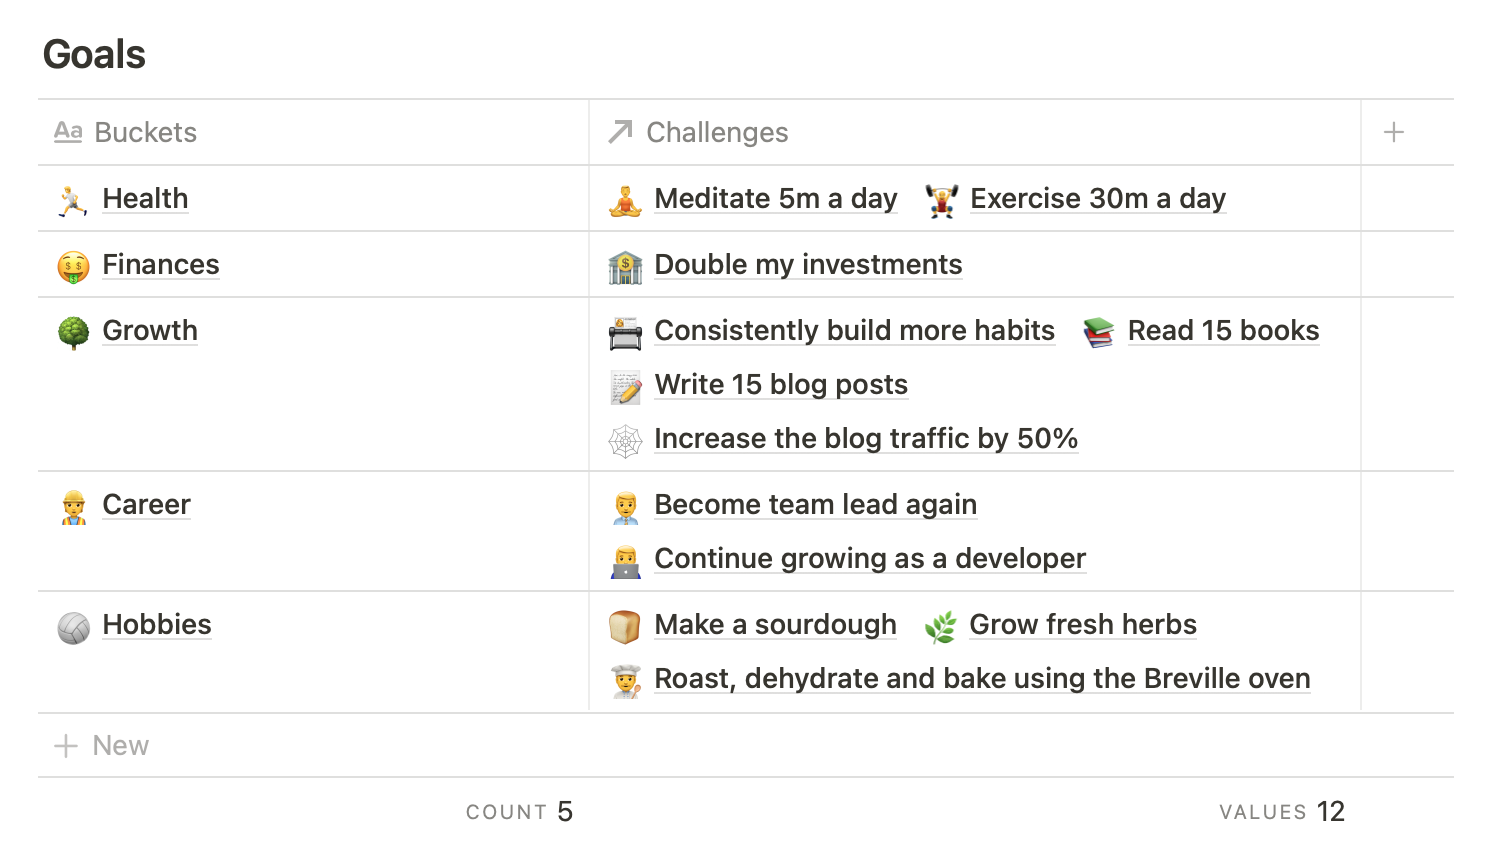 Goals
Aa Buckets Challenges
Health Meditate 5m a day Exercise 30m a day
Finances Double my investments
Growth Consistently build more habits Read 15 books
Write 15 blog posts
Increase the blog traffic by 50%
Career Become team lead again
Continue growing as a developer
Hobbies Make a sourdough Grow fresh herbs
Roast, dehydrate and bake using the Breville oven
+ New
COUNT 5 VALUES 12